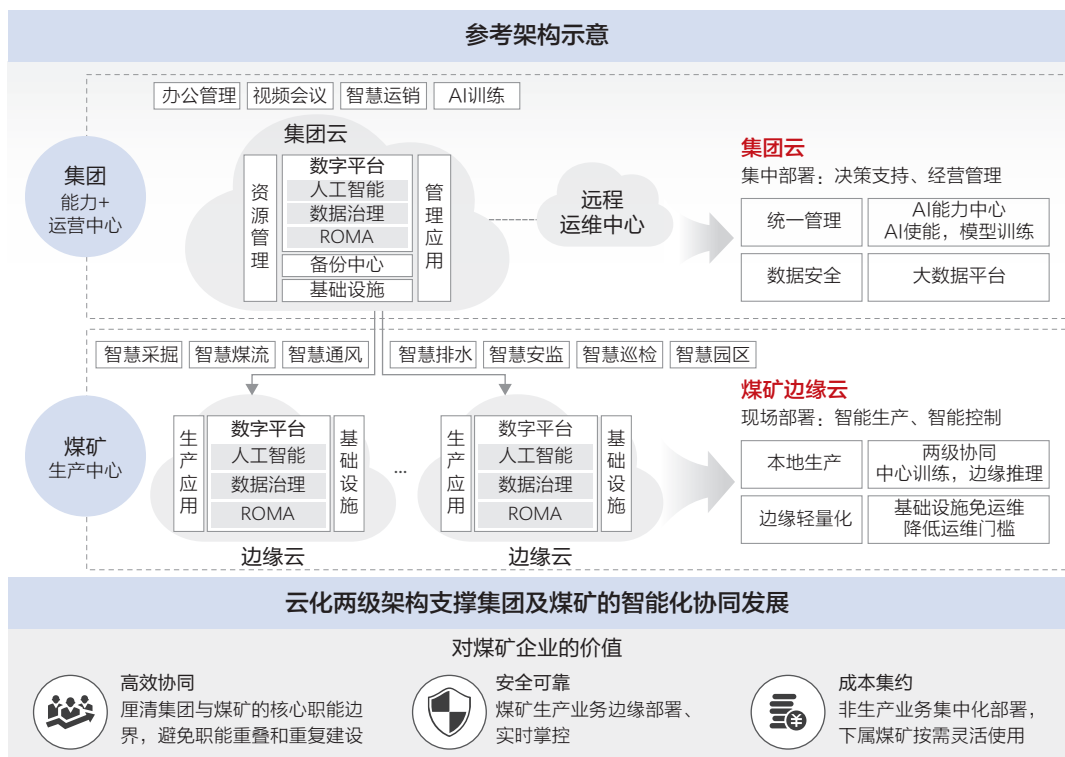 参考架构示意
办公管理
视频会议
智慧运销
AI训练
集团
能力+
运营中心
集团云
资源管理
数字平台
人工智能
数据治理
ROMA
备份中心
基础设施
管理应用
远程
运维中心
集团云
集中部署：决策支持、经营管理
统一管理
AI能力中心
AI使能，模型训练
数据安全
大数据平台
智慧采掘
智慧煤流
智慧通风
智慧排水
智慧安监
智慧巡检
智慧园区
煤矿
生产中心
生产应用
数字平台
人工智能
数据治理
ROMA
基础设施
边缘云
...
生产应用
数字平台
人工智能
数据治理
ROMA
基础设施
边缘云
煤矿边缘云
现场部署：智能生产、智能控制
本地生产
两级协同
中心训练，边缘推理
边缘轻量化
基础设施免运维
降低运维门槛
云化两级架构支撑集团及煤矿的智能化协同发展
对煤矿企业的价值
高效协同
厘清集团与煤矿的核心职能边
界，避免职能重叠和重复建设
安全可靠
煤矿生产业务边缘部署、
实时掌控
成本集约
非生产业务集中化部署，
下属煤矿按需灵活使用